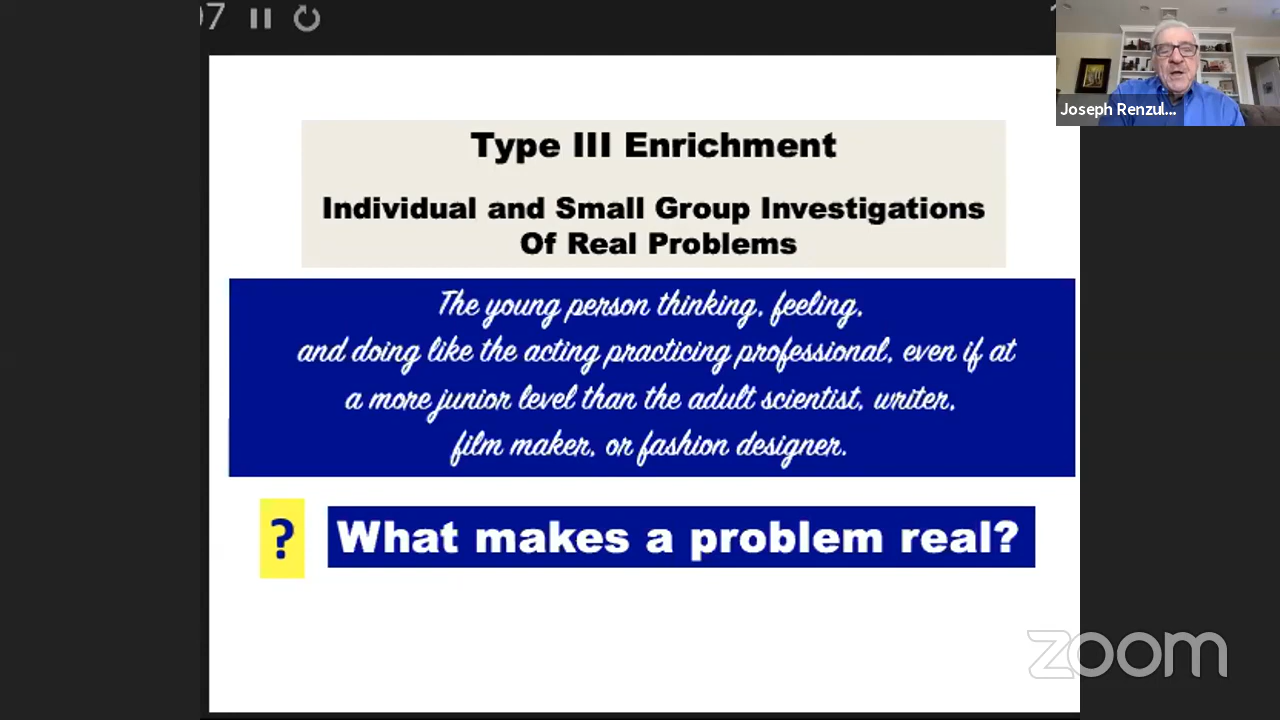 Joseph Renzul...
Type III Enrichment
Individual and Small Group Investigations
Of Real Problems
The young person thinking, feeling,
and doing like the acting practicing professional, even if at
a more junior level than the adult scientist, writer,
film maker, or fashion designer.
?
What makes a problem real?
zoom